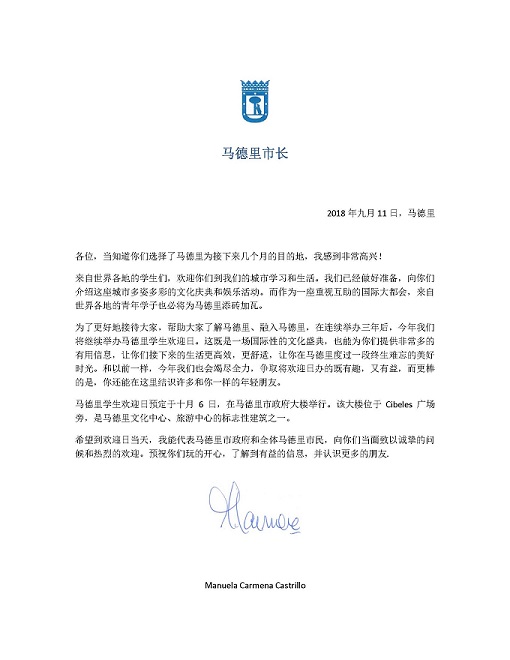 马德里市长
2018 年九月 11 日，马德里
各位，当知道你们选择了马德里为接下来几个月的目的地，我感到非常高兴！
来自世界各地的学生们，欢迎你们到我们的城市学习和生活。我们已经做好准备，向你们
介绍这座城市多姿多彩的文化庆典和娱乐活动。而作为一座重视互助的国际大都会，来自
世界各地的青年学子也必将为马德里添砖加瓦。
为了更好地接待大家，帮助大家了解马德里、融入马德里，在连续举办三年后，今年我们
将继续举办马德里学生欢迎日。这既是一场国际性的文化盛典，也能为你们提供非常多的
有用信息，让你们接下来的生活更高效，更舒适，让你在马德里度过一段终生难忘的美好
时光。和以前一样，今年我们也会竭尽全力，争取将欢迎日办的既有趣，又有益，而更棒
的是，你还能在这里结识许多和你一样的年轻朋友。
马德里学生欢迎日预定于十月 6 日，在马德里市政府大楼举行。该大楼位于 Cibeles 广场
旁，是马德里文化中心、旅游中心的标志性建筑之一。
希望到欢迎日当天，我能代表马德里市政府和全体马德里市民，向你们当面致以诚挚的问
候和热烈的欢迎。预祝你们玩的开心，了解到有益的信息，并认识更多的朋友.
Manuela Carmena Castrillo